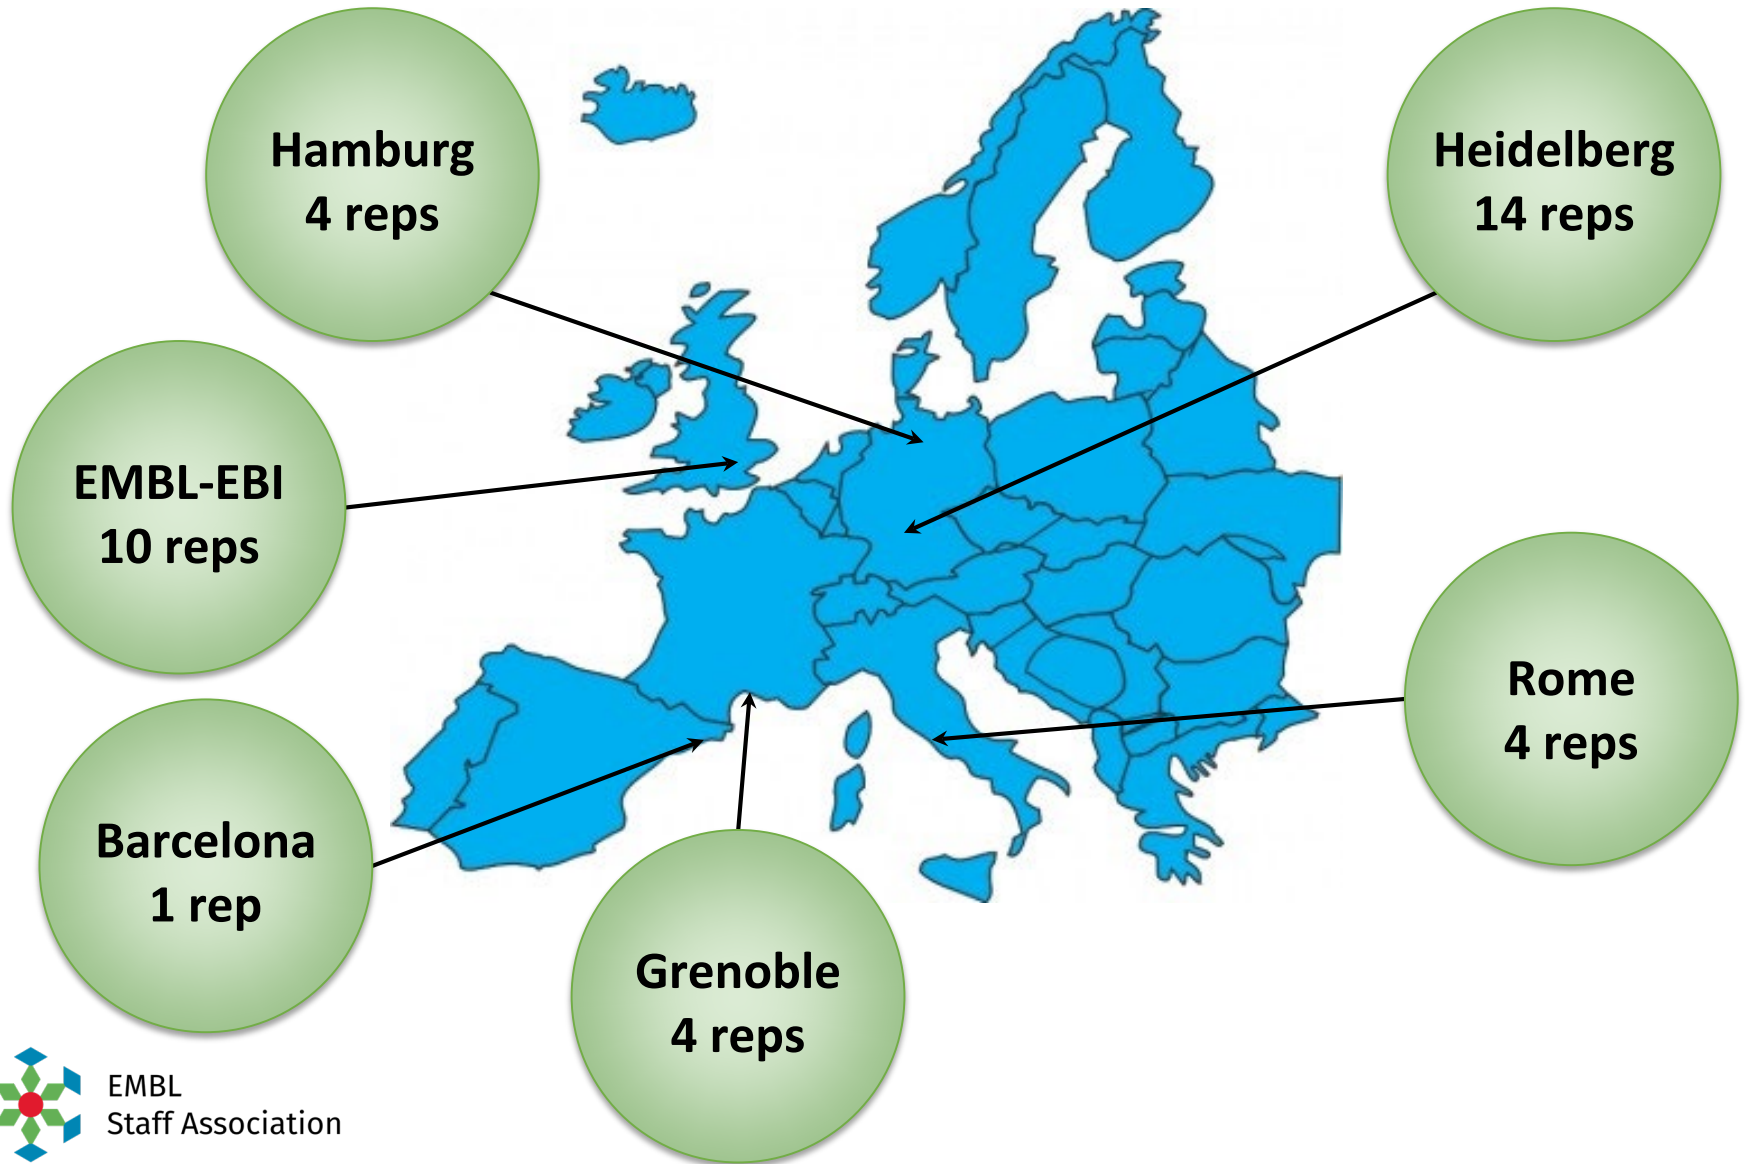 Hamburg
4 reps
Heidelberg
14 reps
EMBL-EBI
10 reps
Rome
4 reps
Barcelona
1 rep
Grenoble
4 reps
EMBL
Staff Association